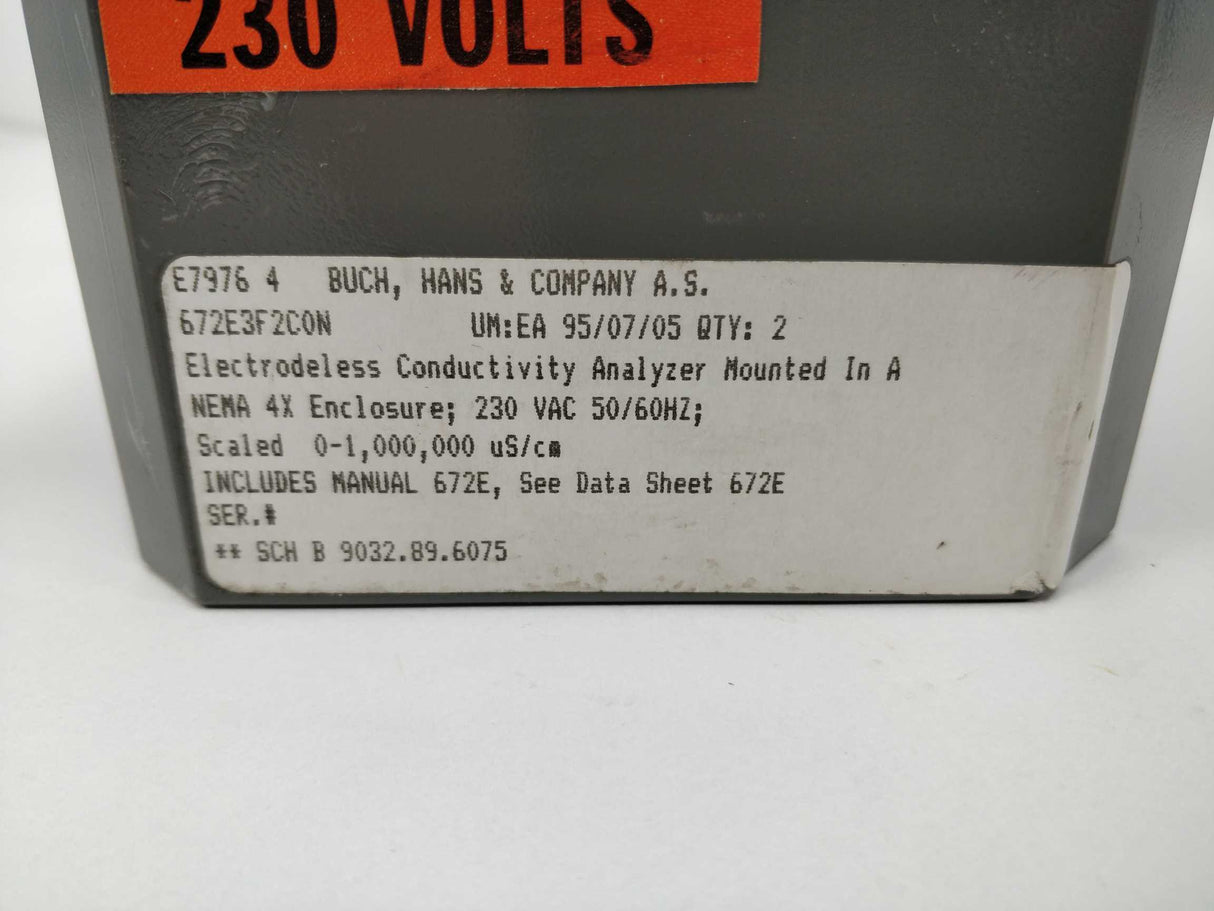 230 VOLTS
E7976 4 BUCH, HANS & COMPANY A.S.
672E3F2C0N UM:EA 95/07/05 QTY: 2
Electrodeless Conductivity Analyzer Mounted In A
NEMA 4X Enclosure; 230 VAC 50/60HZ;
Scaled 0-1,000,000 uS/cm
INCLUDES MANUAL 672E, See Data Sheet 672E
SER.#
** SCH B 9032.89.6075